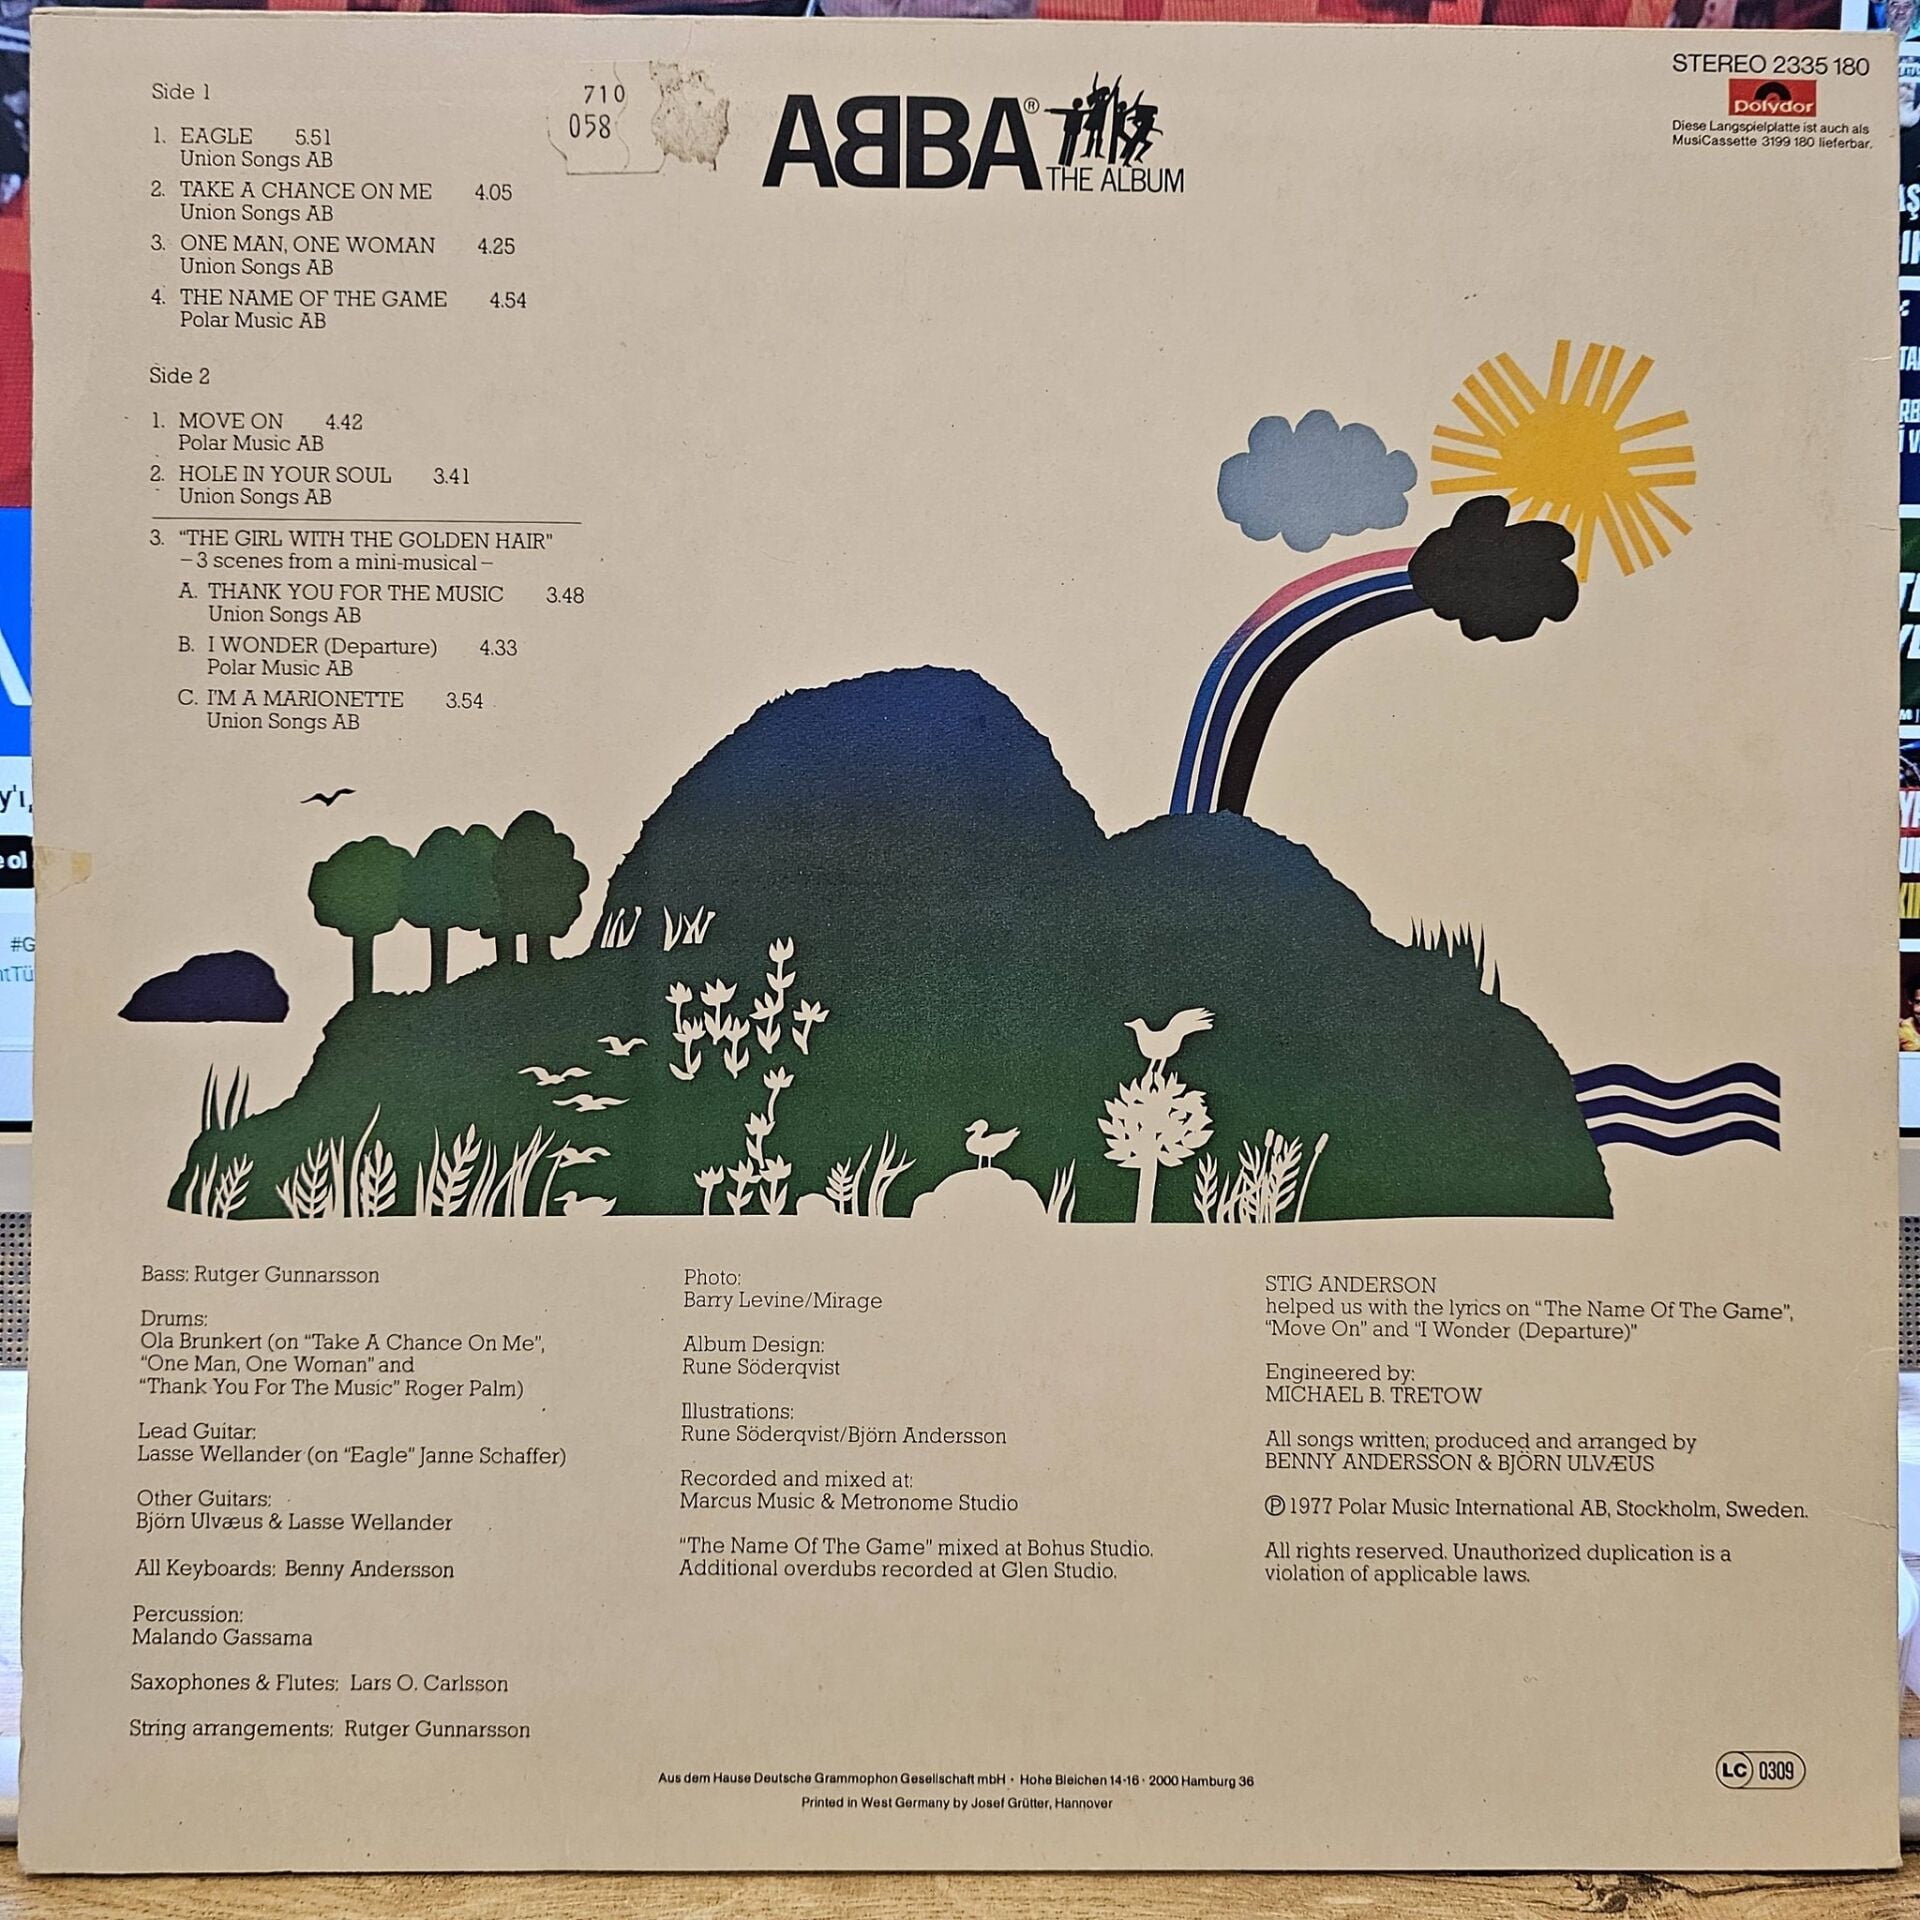 Side 1
1. EAGLE 5.51
Union Songs AB
2. TAKE A CHANCE ON ME 4.05
Union Songs AB
3. ONE MAN, ONE WOMAN 4.25
Union Songs AB
4. THE NAME OF THE GAME 4.54
Polar Music AB
Side 2
1. MOVE ON 4.42
Polar Music AB
2. HOLE IN YOUR SOUL 3.41
Union Songs AB
3. “THE GIRL WITH THE GOLDEN HAIR”
– 3 scenes from a mini-musical –
A. THANK YOU FOR THE MUSIC 3.48
Union Songs AB
B. I WONDER (Departure) 4.33
Polar Music AB
C. I'M A MARIONETTE 3.54
Union Songs AB
710
058
ABBA®
THE ALBUM
STEREO 2335 180
polydor
Diese Langspielplatte ist auch als
MusiCassette 3199 180 lieferbar.
Bass: Rutger Gunnarsson
Drums:
Ola Brunkert (on “Take A Chance On Me”,
“One Man, One Woman” and
“Thank You For The Music” Roger Palm)
Lead Guitar:
Lasse Wellander (on “Eagle” Janne Schaffer)
Other Guitars:
Björn Ulvæus & Lasse Wellander
All Keyboards: Benny Andersson
Percussion:
Malando Gassama
Saxophones & Flutes: Lars O. Carlsson
String arrangements: Rutger Gunnarsson
Photo:
Barry Levine/Mirage
Album Design:
Rune Söderqvist
Illustrations:
Rune Söderqvist/Björn Andersson
Recorded and mixed at:
Marcus Music & Metronome Studio
“The Name Of The Game” mixed at Bohus Studio.
Additional overdubs recorded at Glen Studio.
STIG ANDERSON
helped us with the lyrics on “The Name Of The Game”,
“Move On” and “I Wonder (Departure)”
Engineered by:
MICHAEL B. TRETOW
All songs written; produced and arranged by
BENNY ANDERSSON & BJÖRN ULVÆUS
℗ 1977 Polar Music International AB, Stockholm, Sweden.
All rights reserved. Unauthorized duplication is a
violation of applicable laws.
Aus dem Hause Deutsche Grammophon Gesellschaft mbH · Hohe Bleichen 14-16 · 2000 Hamburg 36
Printed in West Germany by Josef Grütter, Hannover
LC 0309